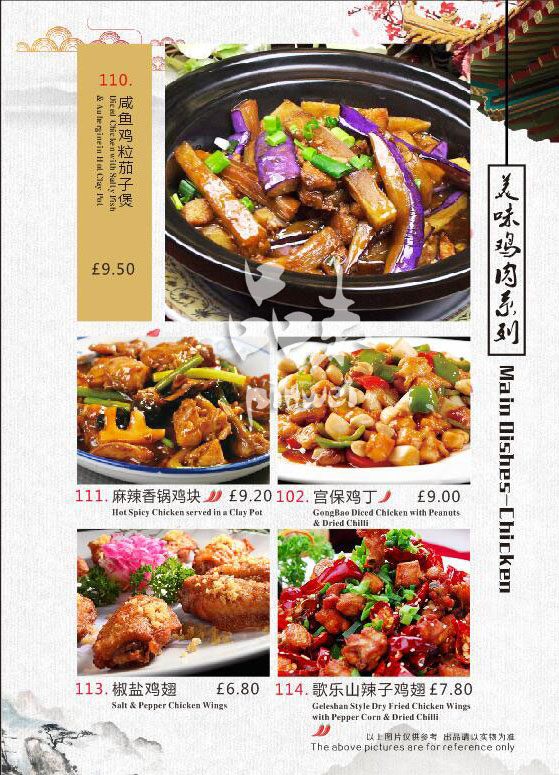 110.
咸鱼鸡粒茄子煲
Diced Chicken with Salty Fish
& Aubergine in Hot Clay Pot
£9.50
美味鸡肉系列
Main Dishes-Chicken
品味
PinWei
111. 麻辣香锅鸡块 £9.20
Hot Spicy Chicken served in a Clay Pot
102. 宫保鸡丁 £9.00
GongBao Diced Chicken with Peanuts
& Dried Chilli
113. 椒盐鸡翅 £6.80
Salt & Pepper Chicken Wings
114. 歌乐山辣子鸡翅 £7.80
Geleshan Style Dry Fried Chicken Wings
with Pepper Corn & Dried Chilli
以上图片仅供参考 出品请以实物为准
The above pictures are for reference only